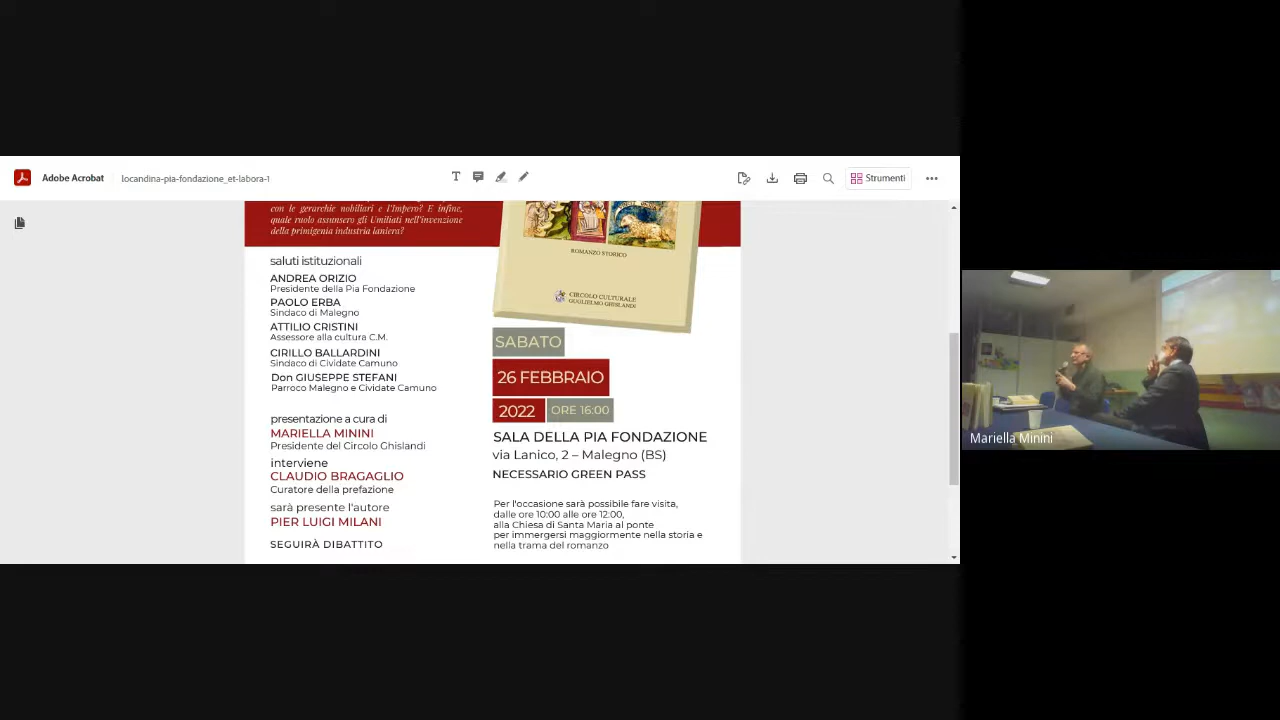 Adobe Acrobat
locandina-pia-fondazione_et-labora-1
Strumenti
con le gerarchie nobiliari e l'Impero? E infine,
quale ruolo assunsero gli Umiliati nell'invenzione
della primigenia industria laniera?
saluti istituzionali
ANDREA ORIZIO
Presidente della Pia Fondazione
PAOLO ERBA
Sindaco di Malegno
ATTILIO CRISTINI
Assessore alla cultura C.M.
CIRILLO BALLARDINI
Sindaco di Cividate Camuno
Don GIUSEPPE STEFANI
Parroco Malegno e Cividate Camuno
presentazione a cura di
MARIELLA MININI
Presidente del Circolo Ghislandi
interviene
CLAUDIO BRAGAGLIO
Curatore della prefazione
sarà presente l'autore
PIER LUIGI MILANI
SEGUIRÀ DIBATTITO
ROMANZO STORICO
CIRCOLO CULTURALE
GUGLIELMO GHISLANDI
SABATO
26 FEBBRAIO
2022 ORE 16:00
SALA DELLA PIA FONDAZIONE
via Lanico, 2 – Malegno (BS)
NECESSARIO GREEN PASS
Per l'occasione sarà possibile fare visita,
dalle ore 10:00 alle ore 12:00,
alla Chiesa di Santa Maria al ponte
per immergersi maggiormente nella storia e
nella trama del romanzo
Mariella Minini